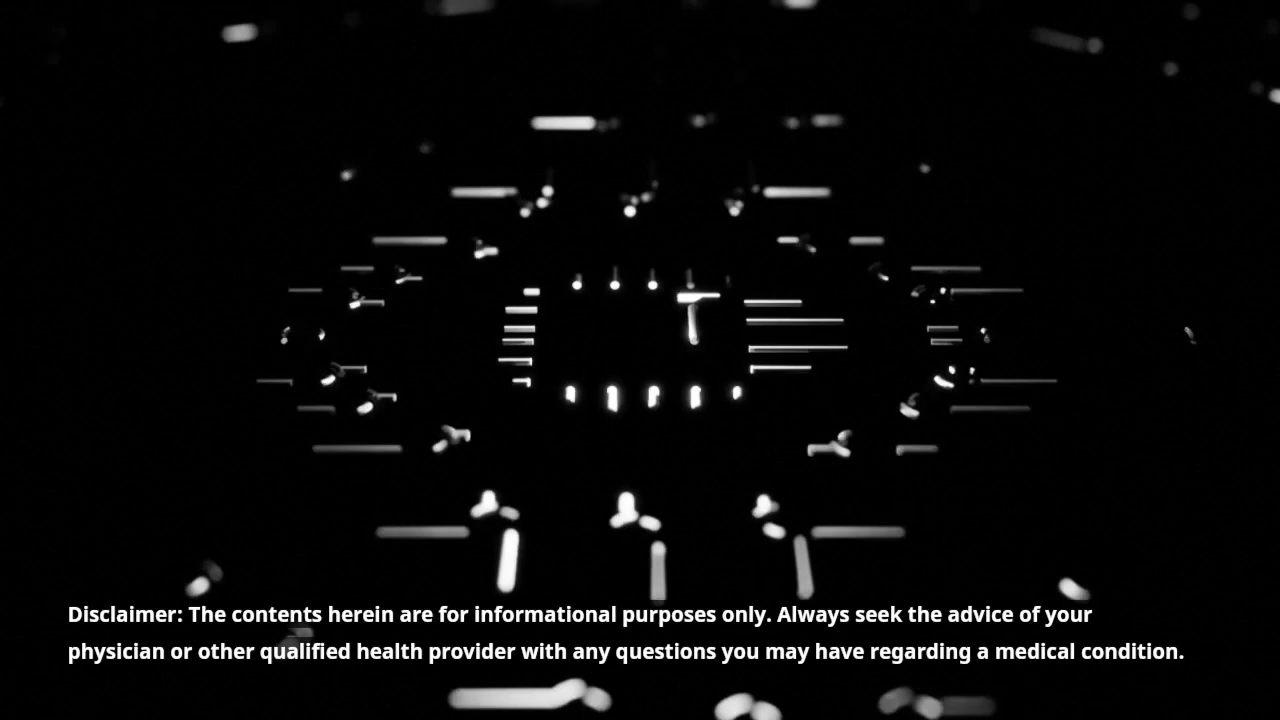 Disclaimer: The contents herein are for informational purposes only. Always seek the advice of your
physician or other qualified health provider with any questions you may have regarding a medical condition.